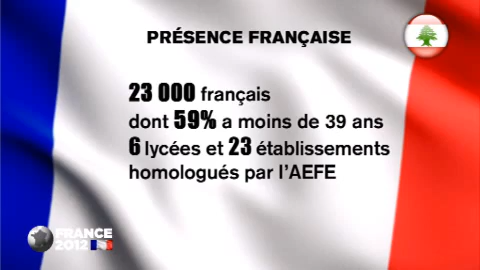 PRÉSENCE FRANÇAISE
23 000 français
dont 59% a moins de 39 ans
6 lycées et 23 établissements
homologués par l'AEFE
FRANCE
2012